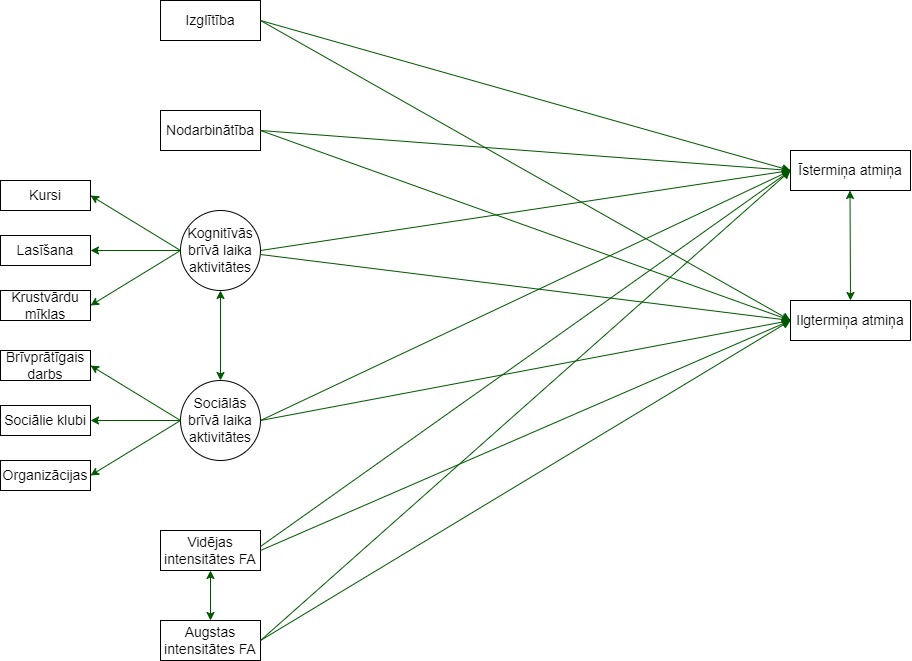 Izglītība
Nodarbinātība
Īstermiņa atmiņa
Kursi
Kognitīvās
brīvā laika
aktivitātes
Lasīšana
Krustvārdu
mīklas
Ilgtermiņa atmiņa
Brīvprātīgais
darbs
Sociālās
brīvā laika
aktivitātes
Sociālie klubi
Organizācijas
Vidējas
intensitātes FA
Augstas
intensitātes FA